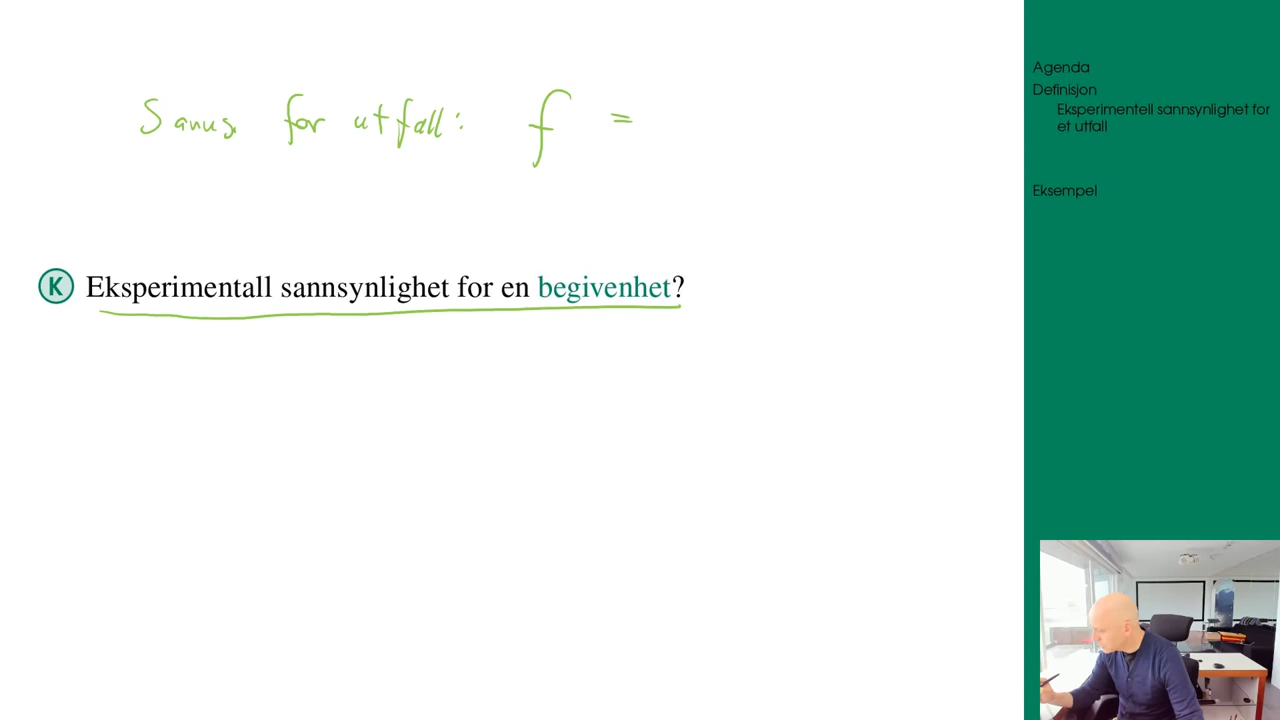 Sanns. for utfall: f =
K Eksperimentall sannsynlighet for en begivenhet?
Agenda
Definisjon
Eksperimentell sannsynlighet for
et utfall
Eksempel